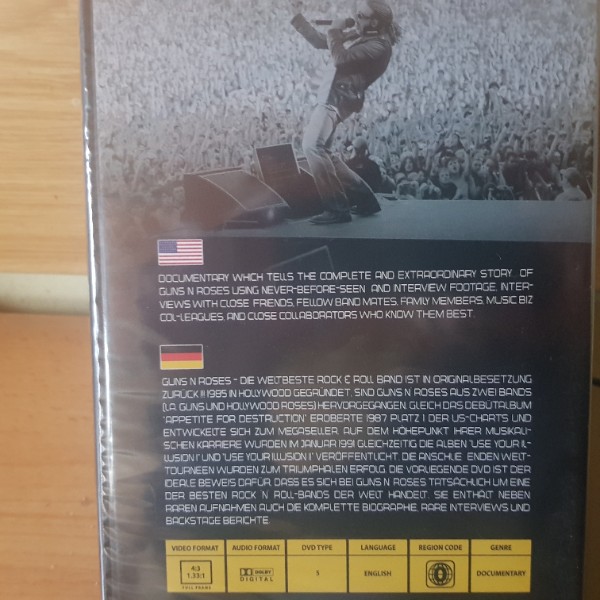 DOCUMENTARY WHICH TELLS THE COMPLETE AND EXTRAORDINARY STORY OF
GUNS N ROSES USING NEVER-BEFORE-SEEN AND INTERVIEW FOOTAGE, INTER-
VIEWS WITH CLOSE FRIENDS, FELLOW BAND MATES, FAMILY MEMBERS, MUSIC BIZ
COL-LEAGUES AND CLOSE COLLABORATORS WHO KNOW THEM BEST.
GUNS N ROSES - DIE WELTBESTE ROCK & ROLL BAND IST IN ORIGINALBESETZUNG
ZURÜCK !!! 1985 IN HOLLYWOOD GEGRÜNDET, SIND GUNS N ROSES AUS ZWEI BANDS
(L.A. GUNS UND HOLLYWOOD ROSES) HERVORGEGANGEN. GLEICH DAS DEBUTALBUM
'APPETITE FOR DESTRUCTION' EROBERTE 1987 PLATZ 1 DER US-CHARTS UND
ENTWICKELTE SICH ZUM MEGASELLER. AUF DEM HÖHEPUNKT IHRER MUSIKALI-
SCHEN KARRIERE WURDEN IM JANUAR 1991 GLEICHZEITIG DIE ALBEN 'USE YOUR IL-
LUSION I' UND 'USE YOUR ILLUSION II' VERÖFFENTLICHT. DIE ANSCHLIE ENDEN WELT-
TOURNEEN WURDEN ZUM TRIUMPHALEN ERFOLG. DIE VORLIEGENDE DVD IST DER
IDEALE BEWEIS DAFÜR, DASS ES SICH BEI GUNS N ROSES TATSÄCHLICH UM EINE
DER BESTEN ROCK 'N' ROLL-BANDS DER WELT HANDELT. SIE ENTHÄLT NEBEN
RAREN AUFNAHMEN AUCH DIE KOMPLETTE BIOGRAPHIE, RARE INTERVIEWS UND
BACKSTAGE BERICHTE.
VIDEO FORMAT AUDIO FORMAT DVD TYPE LANGUAGE REGION CODE GENRE
4:3
1.33:1
FULL FRAME
DOLBY
DIGITAL
5 ENGLISH 0 DOCUMENTARY